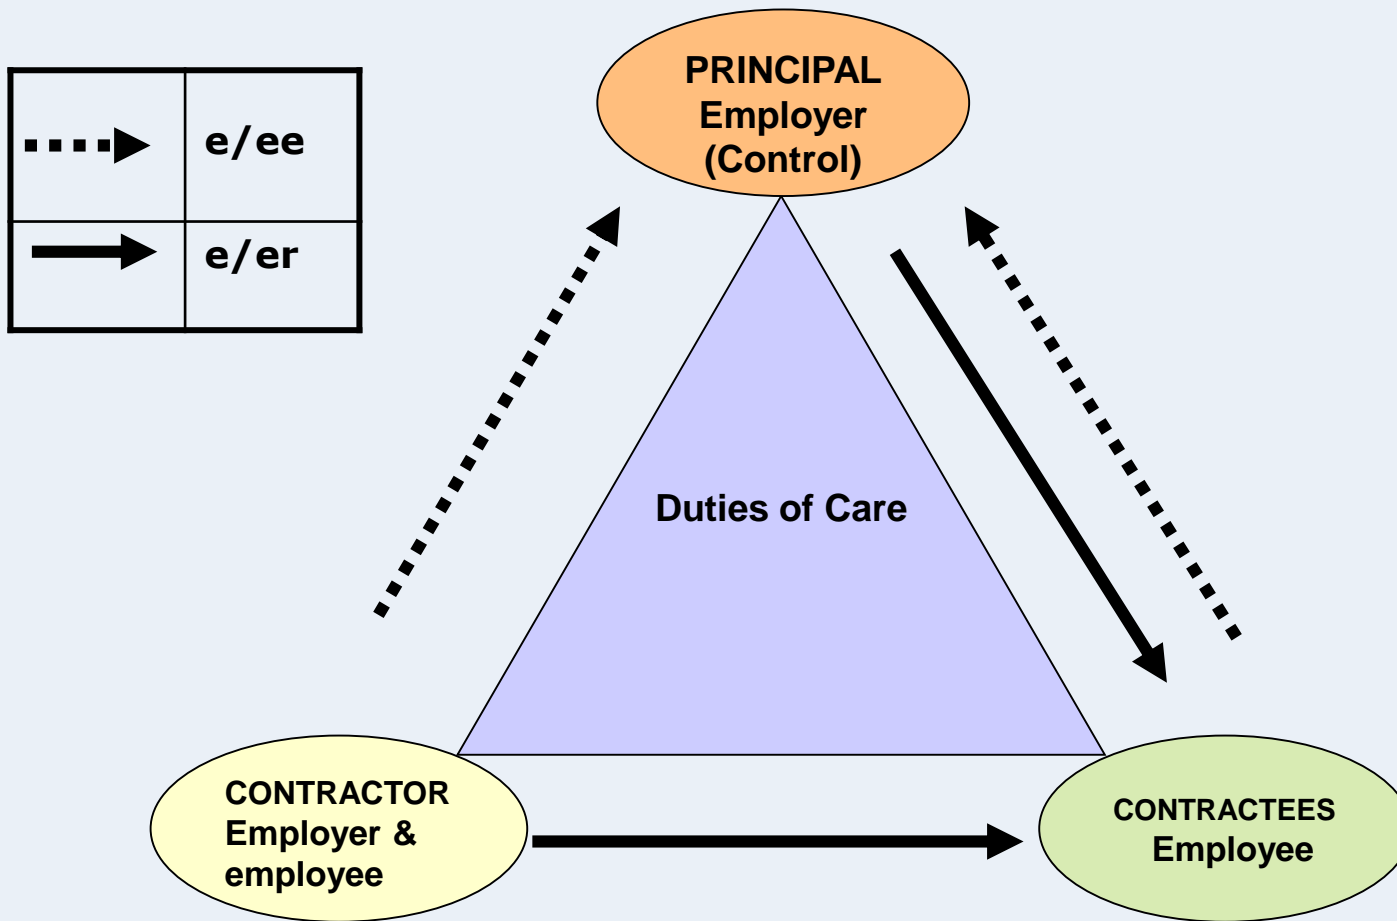 e/ee
e/er
PRINCIPAL
Employer
(Control)
Duties of Care
CONTRACTOR
Employer &
employee
CONTRACTEES
Employee